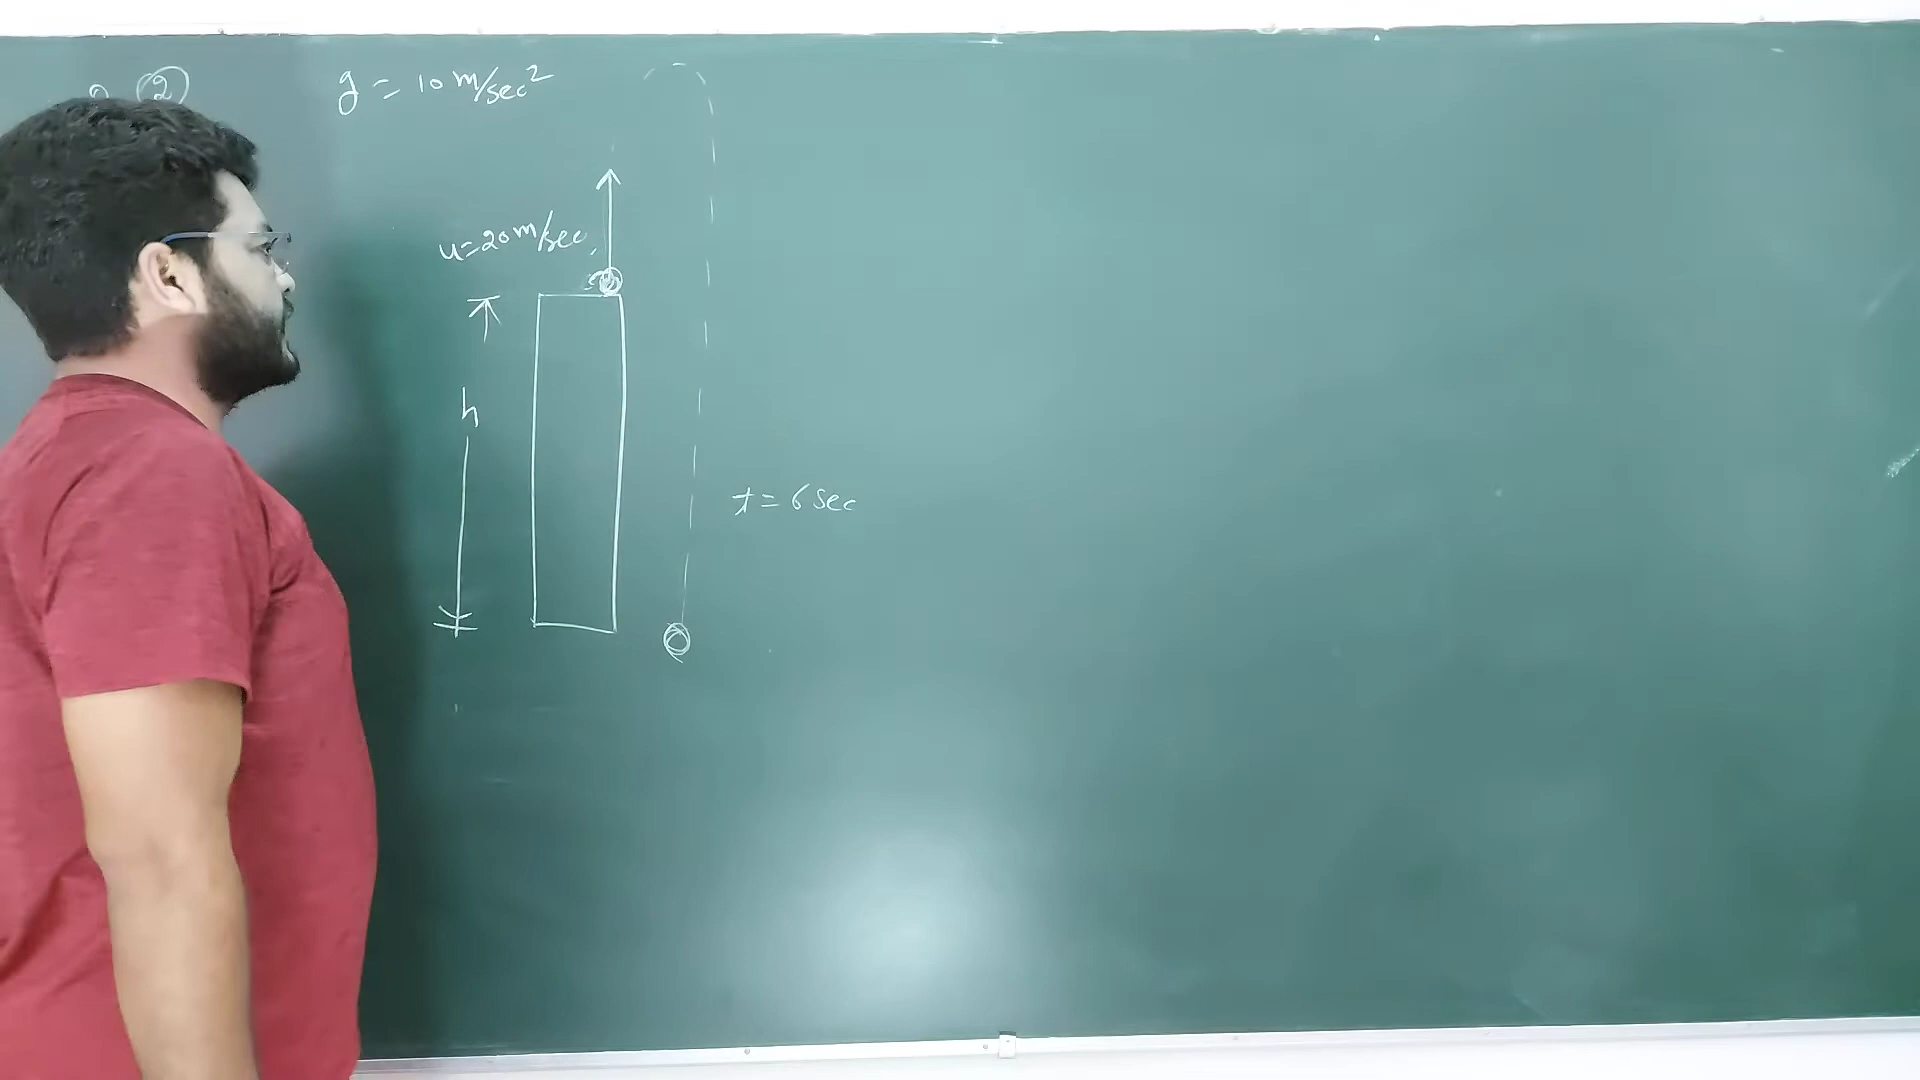 ②
g = 10 m/sec²
u=20m/sec,
h
t = 6 sec